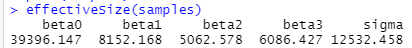 > effectiveSize(samples)
beta0 beta1 beta2 beta3 sigma
39396.147 8152.168 5062.578 6086.427 12532.458